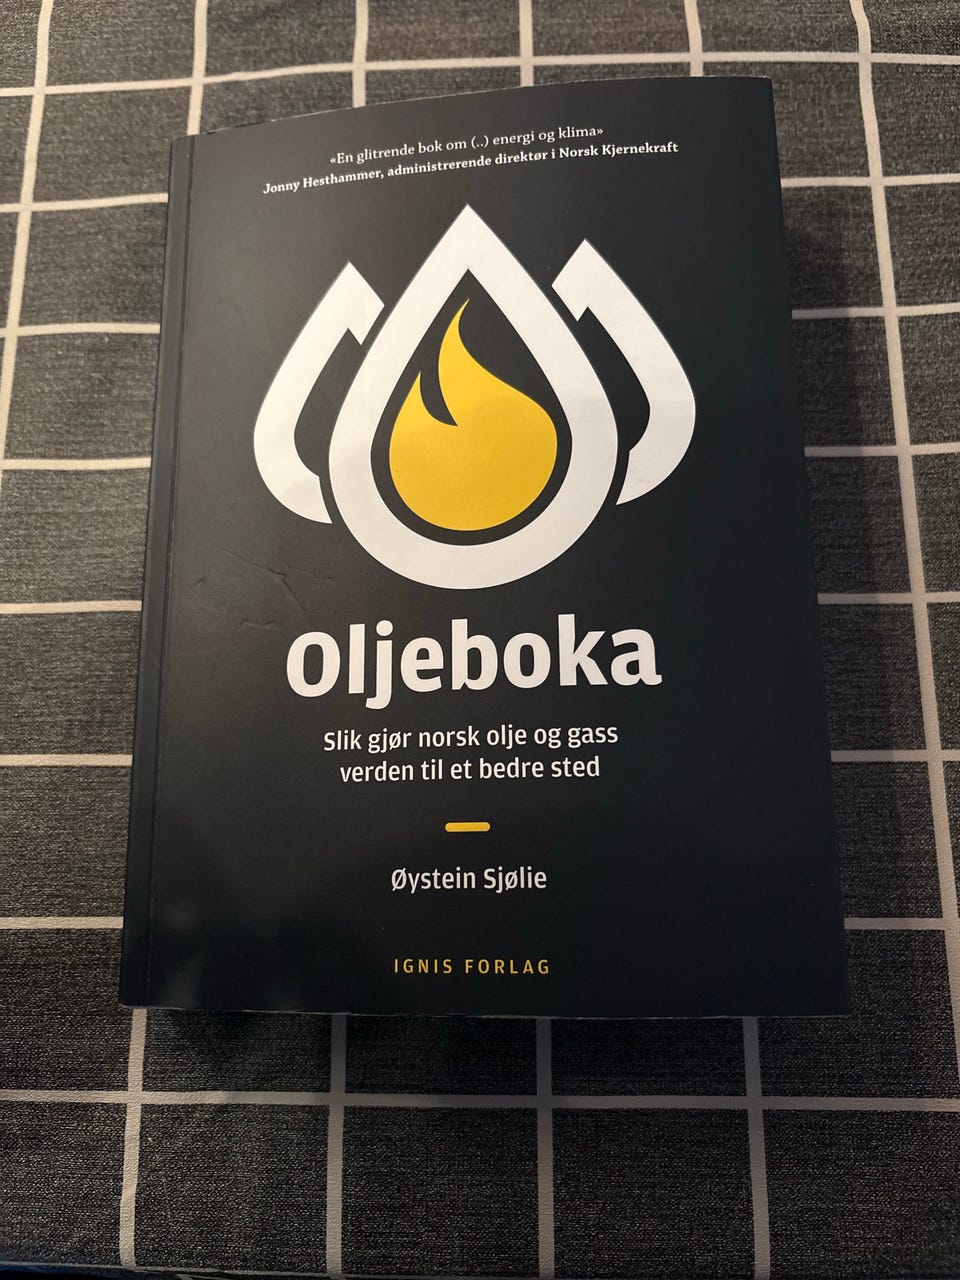 «En glitrende bok om (..) energi og klima»
Jonny Hesthammer, administrerende direktør i Norsk Kjernekraft
Oljeboka
Slik gjør norsk olje og gass
verden til et bedre sted
Øystein Sjølie
IGNIS FORLAG